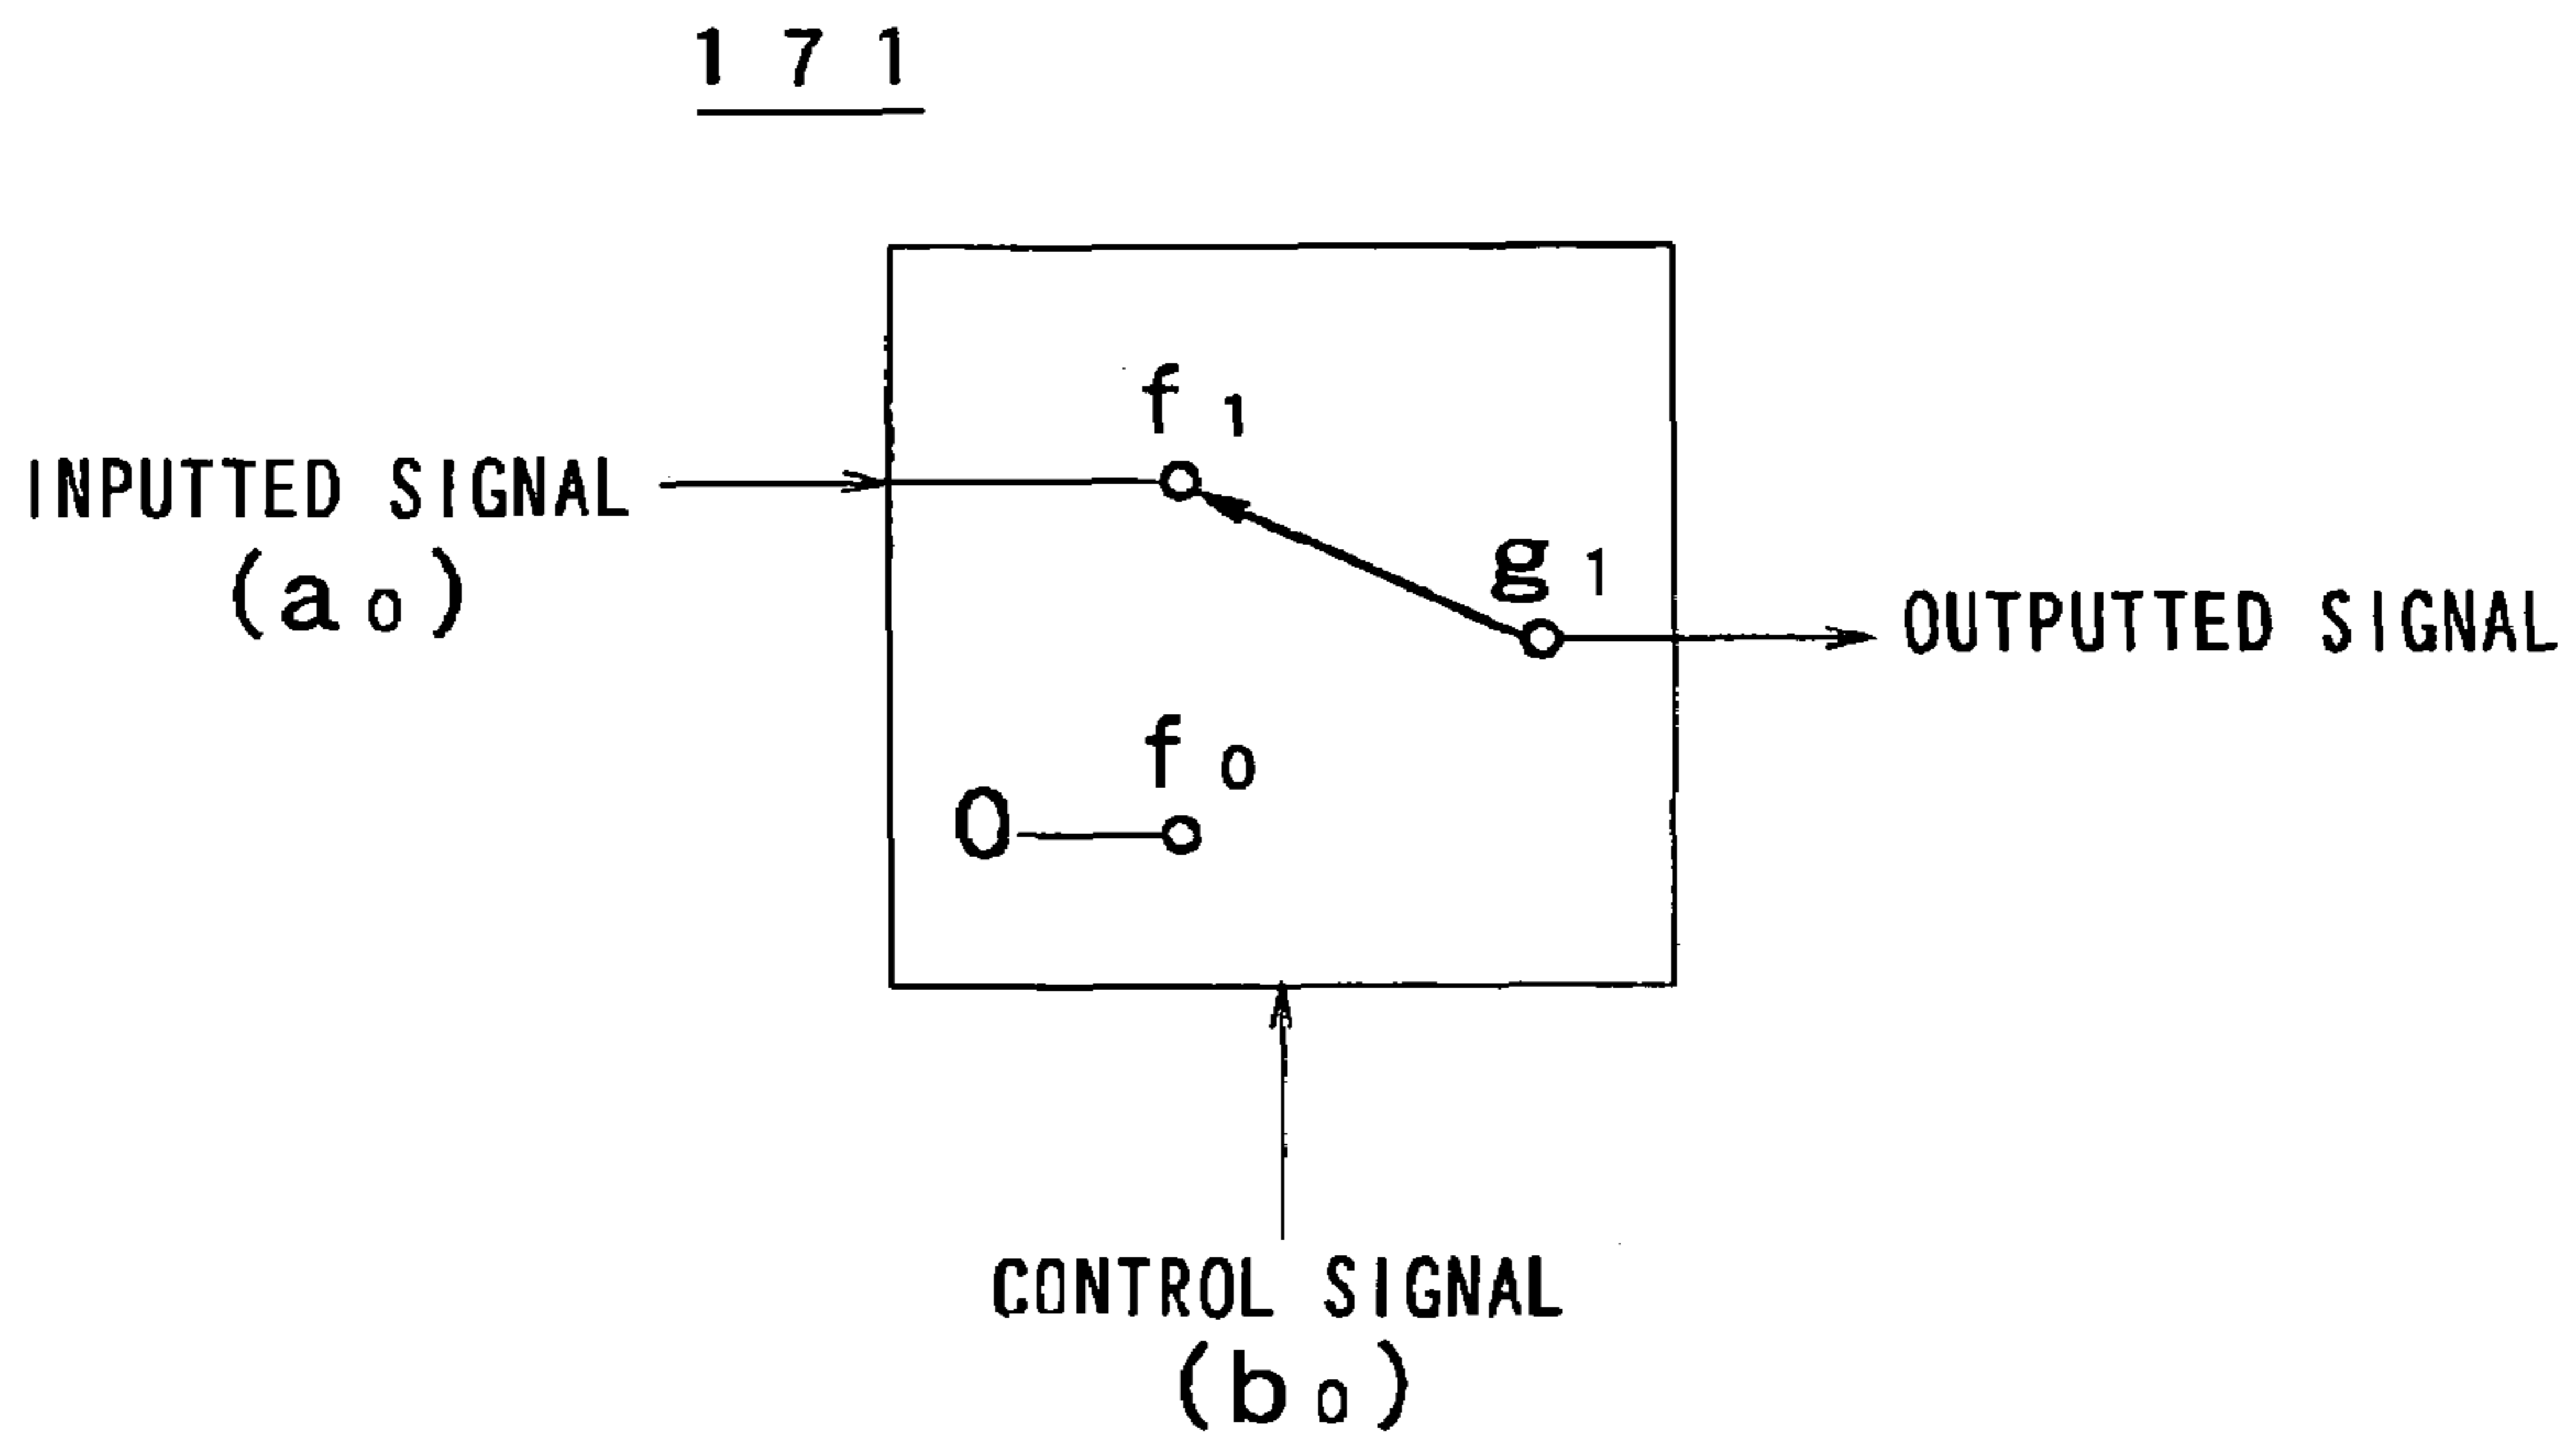 171
f1
INPUTTED SIGNAL
(a0)
g1
OUTPUTTED SIGNAL
f0
0
CONTROL SIGNAL
(b0)